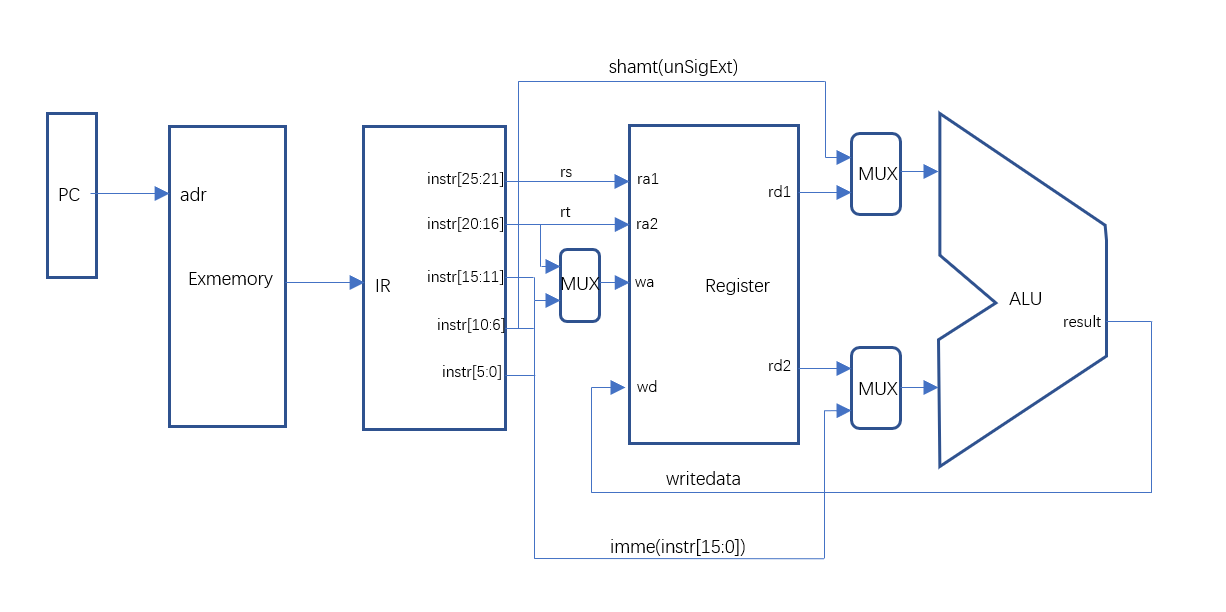 shamt(unSigExt)
PC
adr
Exmemory
IR
instr[25:21]
instr[20:16]
instr[15:11]
instr[10:6]
instr[5:0]
rs
rt
MUX
ra1
ra2
wa
wd
Register
rd1
rd2
MUX
MUX
ALU
result
writedata
imme(instr[15:0])